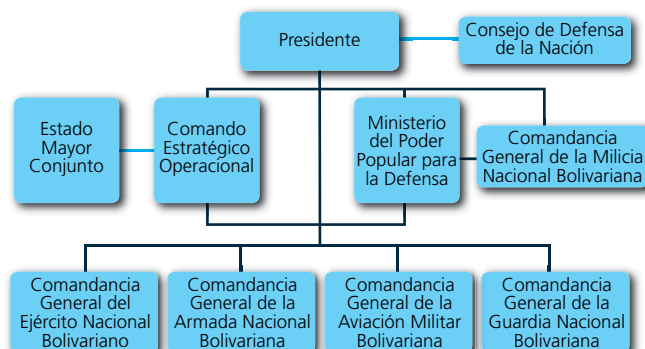 Presidente
Consejo de Defensa
de la Nación
Estado
Mayor
Conjunto
Comando
Estratégico
Operacional
Ministerio
del Poder
Popular para
la Defensa
Comandancia
General de la Milicia
Nacional Bolivariana
Comandancia
General del
Ejército Nacional
Bolivariano
Comandancia
General de la
Armada Nacional
Bolivariana
Comandancia
General de la
Aviación Militar
Bolivariana
Comandancia
General de la
Guardia Nacional
Bolivariana